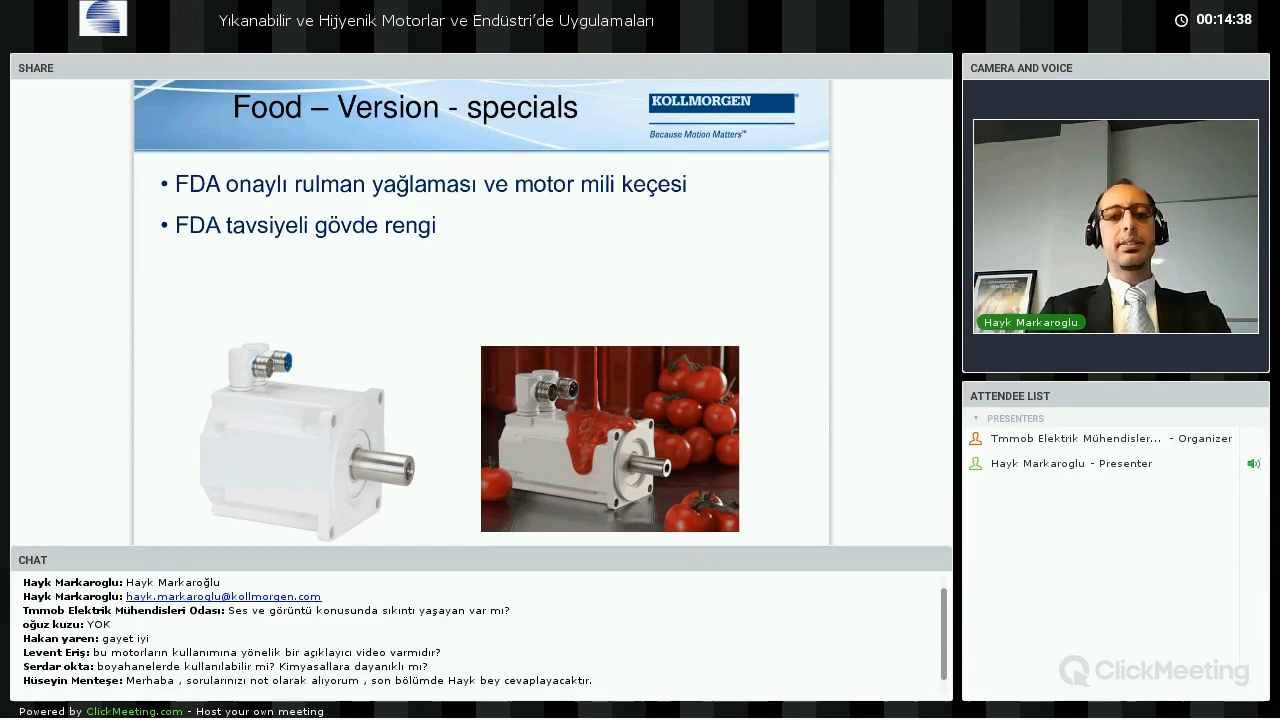 Yıkanabilir ve Hijyenik Motorlar ve Endüstri'de Uygulamaları
00:14:38
SHARE
Food – Version - specials
KOLLMORGEN
Because Motion Matters™
• FDA onaylı rulman yağlaması ve motor mili keçesi
• FDA tavsiyeli gövde rengi
CAMERA AND VOICE
Hayk Markaroglu
ATTENDEE LIST
PRESENTERS
Tmmob Elektrik Mühendisler... - Organizer
Hayk Markaroglu - Presenter
CHAT
Hayk Markaroglu: Hayk Markaroğlu
Hayk Markaroglu: hayk.markaroglu@kollmorgen.com
Tmmob Elektrik Mühendisleri Odası: Ses ve görüntü konusunda sıkıntı yaşayan var mı?
oğuz kuzu: YOK
Hakan yaren: gayet iyi
Levent Eriş: bu motorların kullanımına yönelik bir açıklayıcı video varmıdır?
Serdar okta: boyahanelerde kullanılabilir mi? Kimyasallara dayanıklı mı?
Hüseyin Menteşe: Merhaba , sorularınızı not olarak alıyorum , son bölümde Hayk bey cevaplayacaktır.
ClickMeeting
Powered by ClickMeeting.com - Host your own meeting